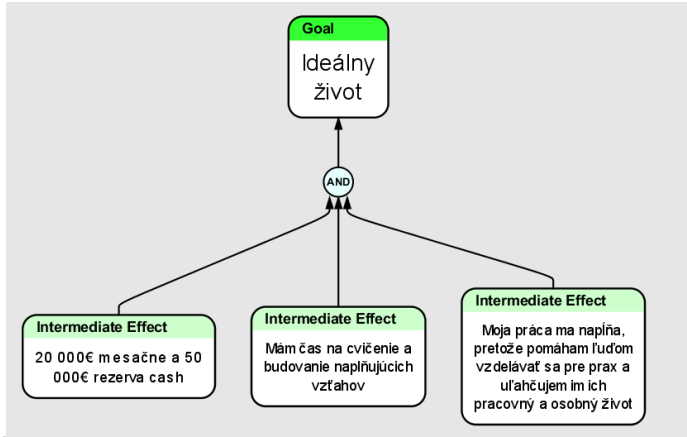 Goal
Ideálny
život
AND
Intermediate Effect
20 000€ mesačne a 50
000€ rezerva cash
Intermediate Effect
Mám čas na cvičenie a
budovanie naplňujúcich
vzťahov
Intermediate Effect
Moja práca ma napĺňa,
pretože pomáham ľuďom
vzdelávať sa pre prax a
uľahčujem im ich
pracovný a osobný život